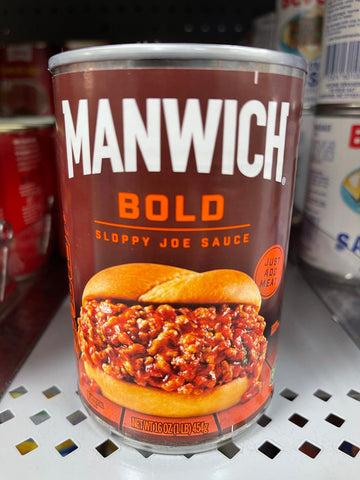 MANWICH
BOLD
SLOPPY JOE SAUCE
JUST
ADD
MEAT
NET WT 16 OZ (1 LB) 454g